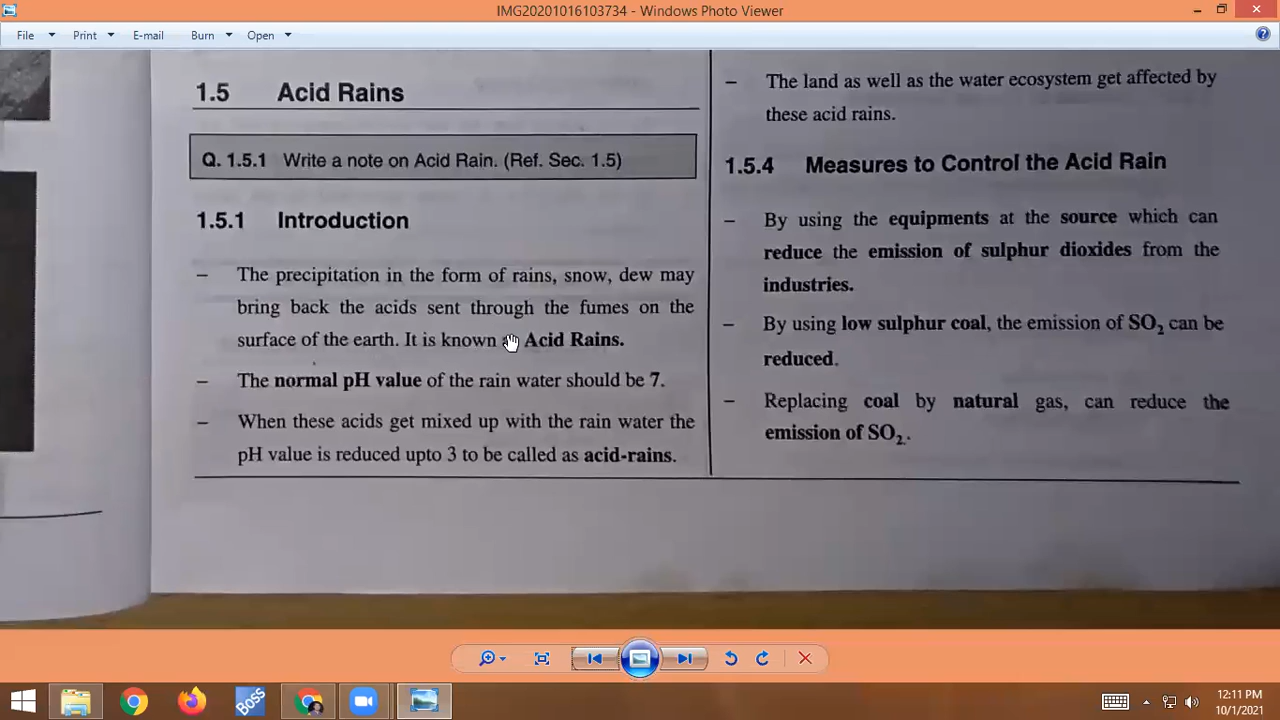 IMG20201016103734 - Windows Photo Viewer
File Print E-mail Burn Open
1.5 Acid Rains
Q. 1.5.1 Write a note on Acid Rain. (Ref. Sec. 1.5)
1.5.1 Introduction
– The precipitation in the form of rains, snow, dew may
bring back the acids sent through the fumes on the
surface of the earth. It is known Acid Rains.
– The normal pH value of the rain water should be 7.
– When these acids get mixed up with the rain water the
pH value is reduced upto 3 to be called as acid-rains.
– The land as well as the water ecosystem get affected by
these acid rains.
1.5.4 Measures to Control the Acid Rain
– By using the equipments at the source which can
reduce the emission of sulphur dioxides from the
industries.
– By using low sulphur coal, the emission of SO2 can be
reduced.
– Replacing coal by natural gas, can reduce the
emission of SO2.
BOSS
12:11 PM
10/1/2021